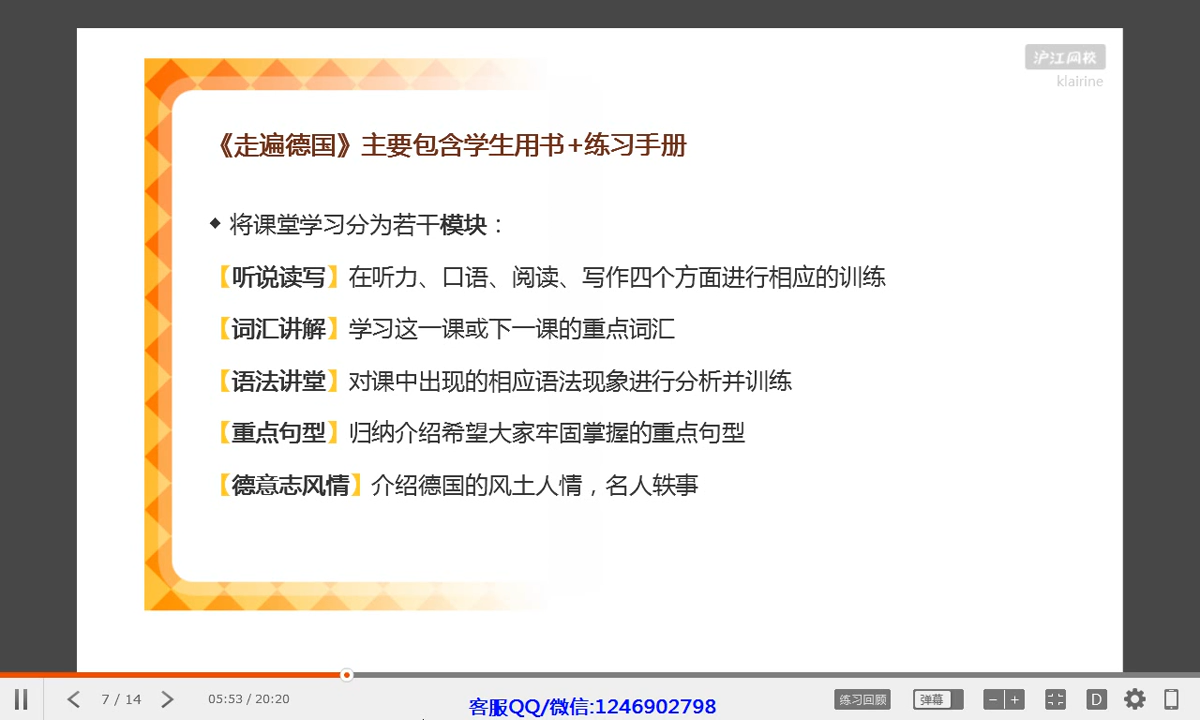 沪江网校
klairine
《走遍德国》主要包含学生用书+练习手册
◆ 将课堂学习分为若干模块：
【听说读写】在听力、口语、阅读、写作四个方面进行相应的训练
【词汇讲解】学习这一课或下一课的重点词汇
【语法讲堂】对课中出现的相应语法现象进行分析并训练
【重点句型】归纳介绍希望大家牢固掌握的重点句型
【德意志风情】介绍德国的风土人情，名人轶事
7 / 14
05:53 / 20:20
客服QQ/微信:1246902798
练习回顾
弹幕
D